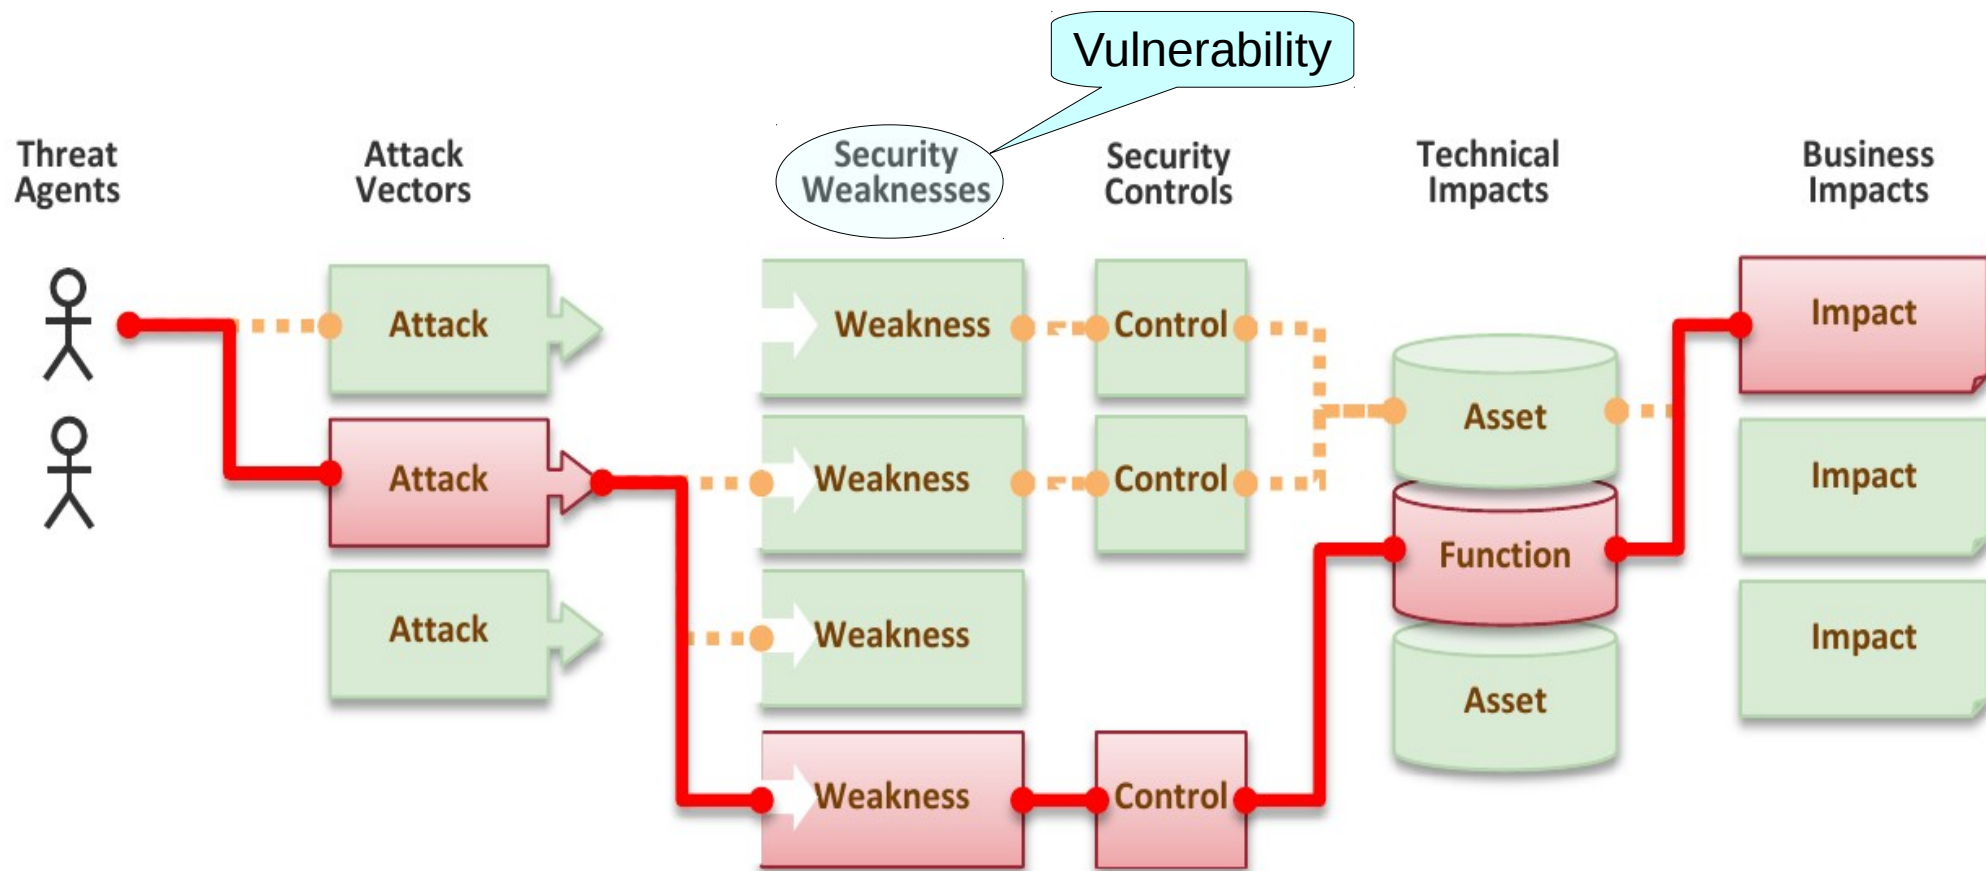 Vulnerability
Threat
Agents
Attack
Vectors
Security
Weaknesses
Security
Controls
Technical
Impacts
Business
Impacts
Attack
Weakness
Control
Impact
Asset
Attack
Weakness
Control
Impact
Function
Attack
Weakness
Impact
Asset
Weakness
Control